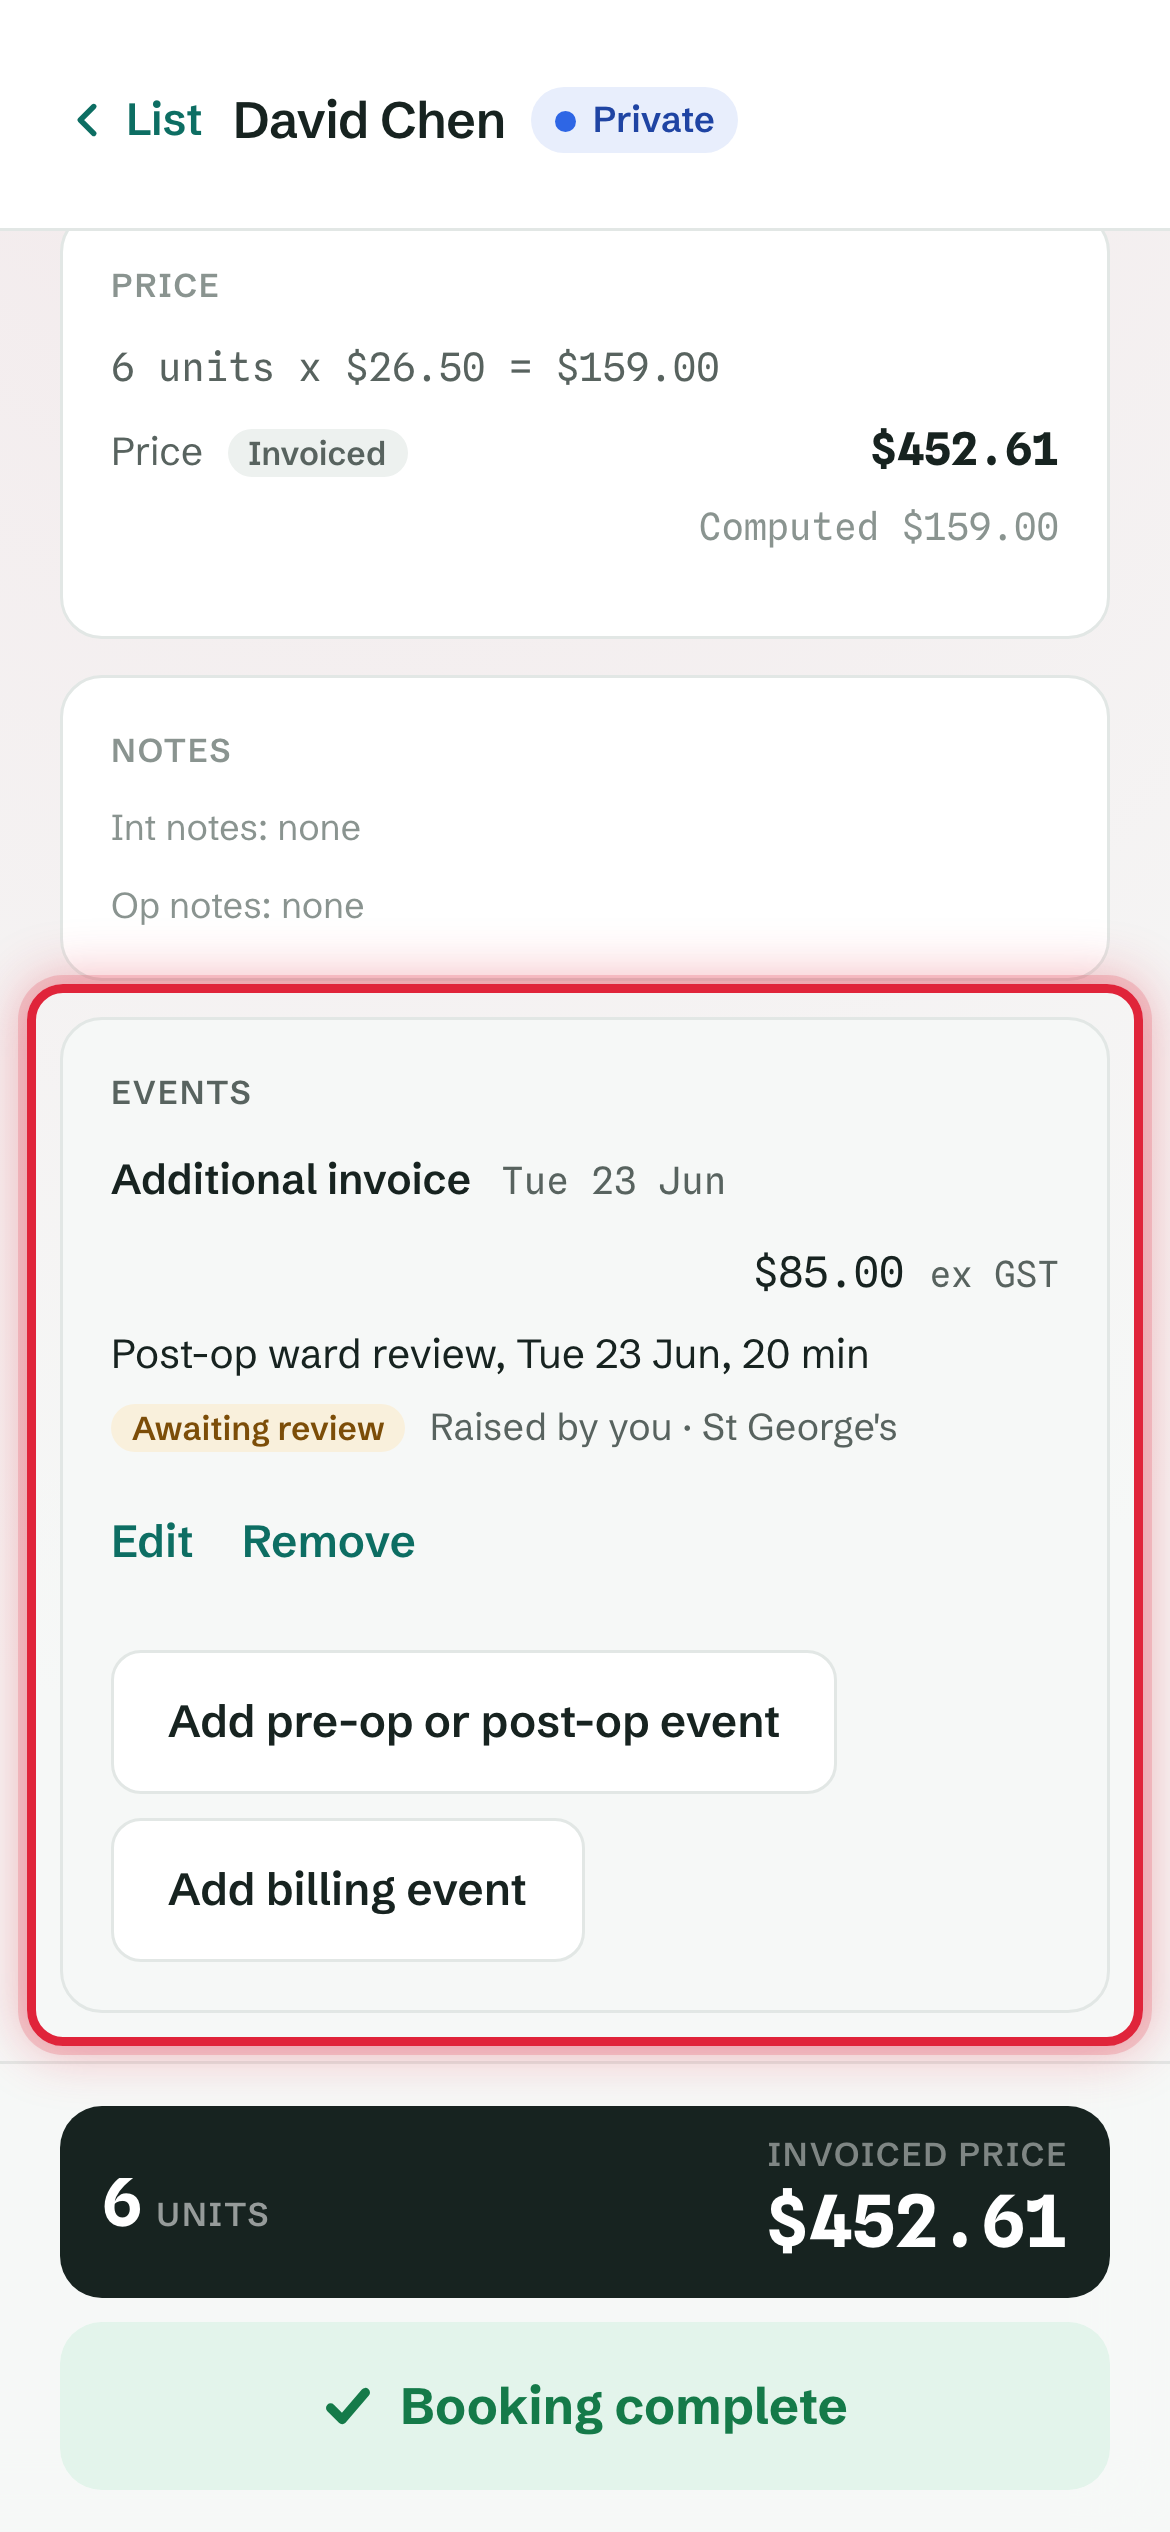 List David Chen Private
PRICE
6 units x $26.50 = $159.00
Price Invoiced $452.61
Computed $159.00
NOTES
Int notes: none
Op notes: none
EVENTS
Additional invoice Tue 23 Jun
$85.00 ex GST
Post-op ward review, Tue 23 Jun, 20 min
Awaiting review Raised by you · St George's
Edit Remove
Add pre-op or post-op event
Add billing event
INVOICED PRICE
6 UNITS $452.61
Booking complete